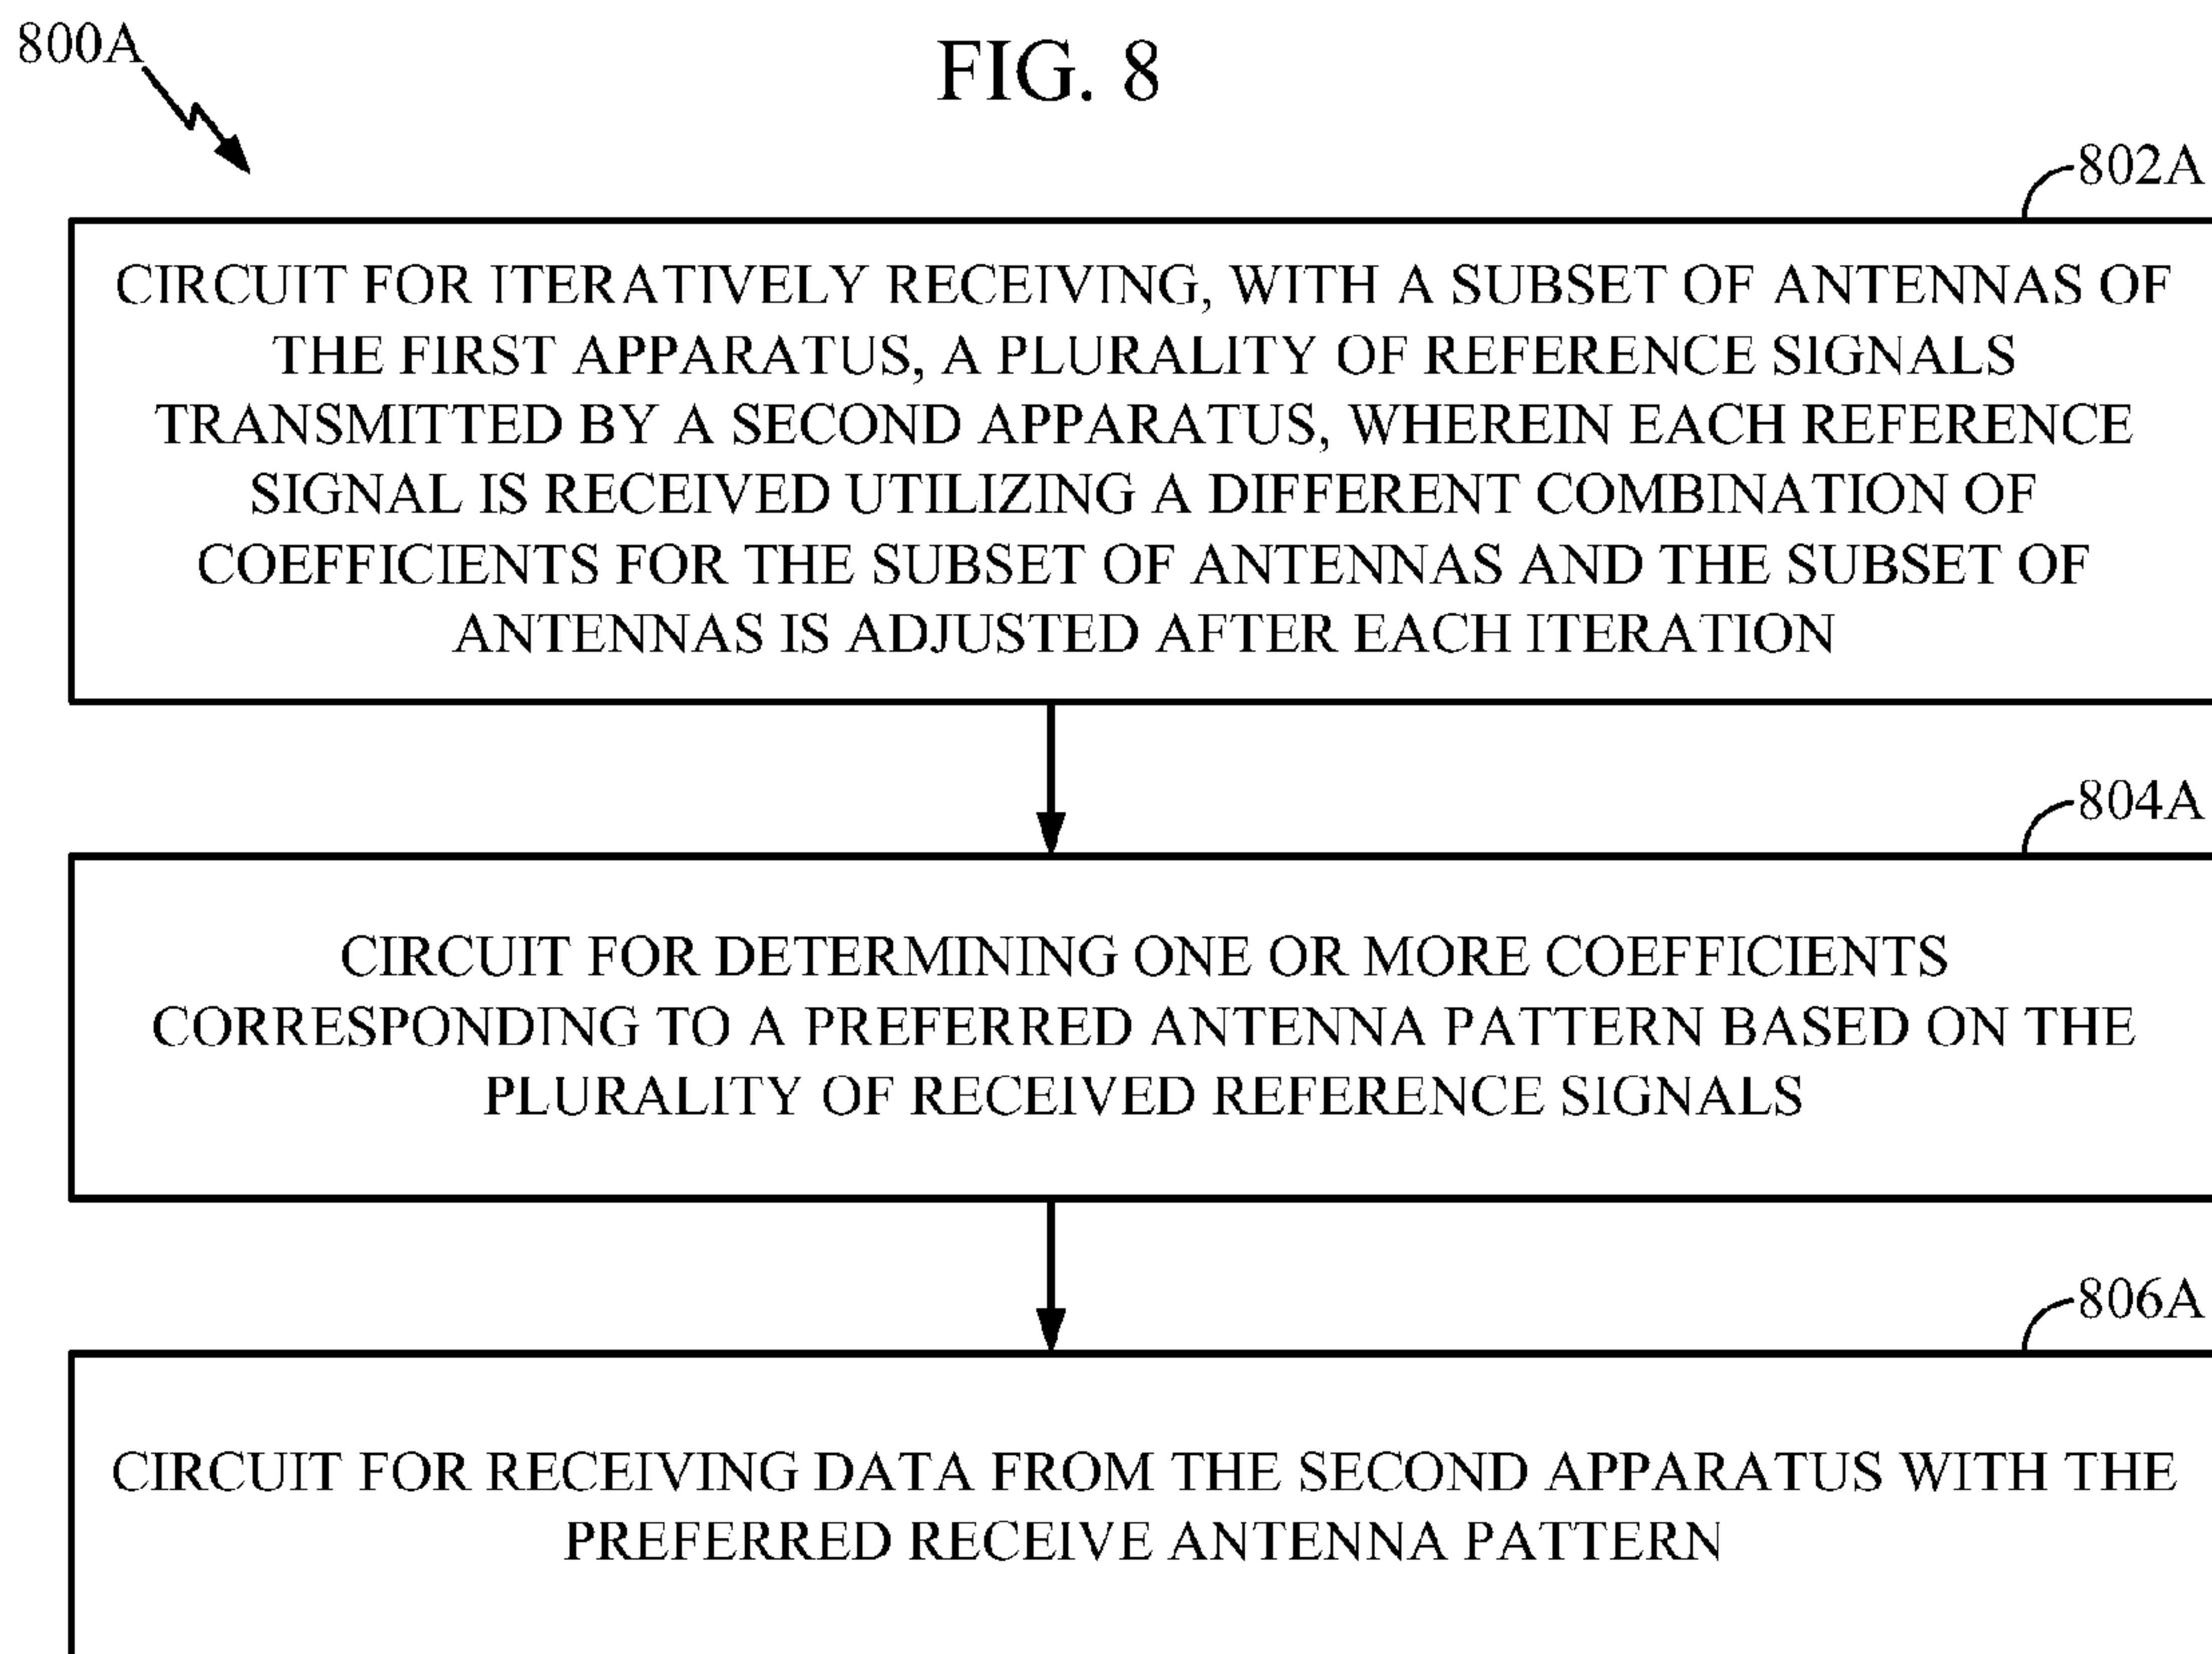 800A
FIG. 8
802A
CIRCUIT FOR ITERATIVELY RECEIVING, WITH A SUBSET OF ANTENNAS OF
THE FIRST APPARATUS, A PLURALITY OF REFERENCE SIGNALS
TRANSMITTED BY A SECOND APPARATUS, WHEREIN EACH REFERENCE
SIGNAL IS RECEIVED UTILIZING A DIFFERENT COMBINATION OF
COEFFICIENTS FOR THE SUBSET OF ANTENNAS AND THE SUBSET OF
ANTENNAS IS ADJUSTED AFTER EACH ITERATION
804A
CIRCUIT FOR DETERMINING ONE OR MORE COEFFICIENTS
CORRESPONDING TO A PREFERRED ANTENNA PATTERN BASED ON THE
PLURALITY OF RECEIVED REFERENCE SIGNALS
806A
CIRCUIT FOR RECEIVING DATA FROM THE SECOND APPARATUS WITH THE
PREFERRED RECEIVE ANTENNA PATTERN